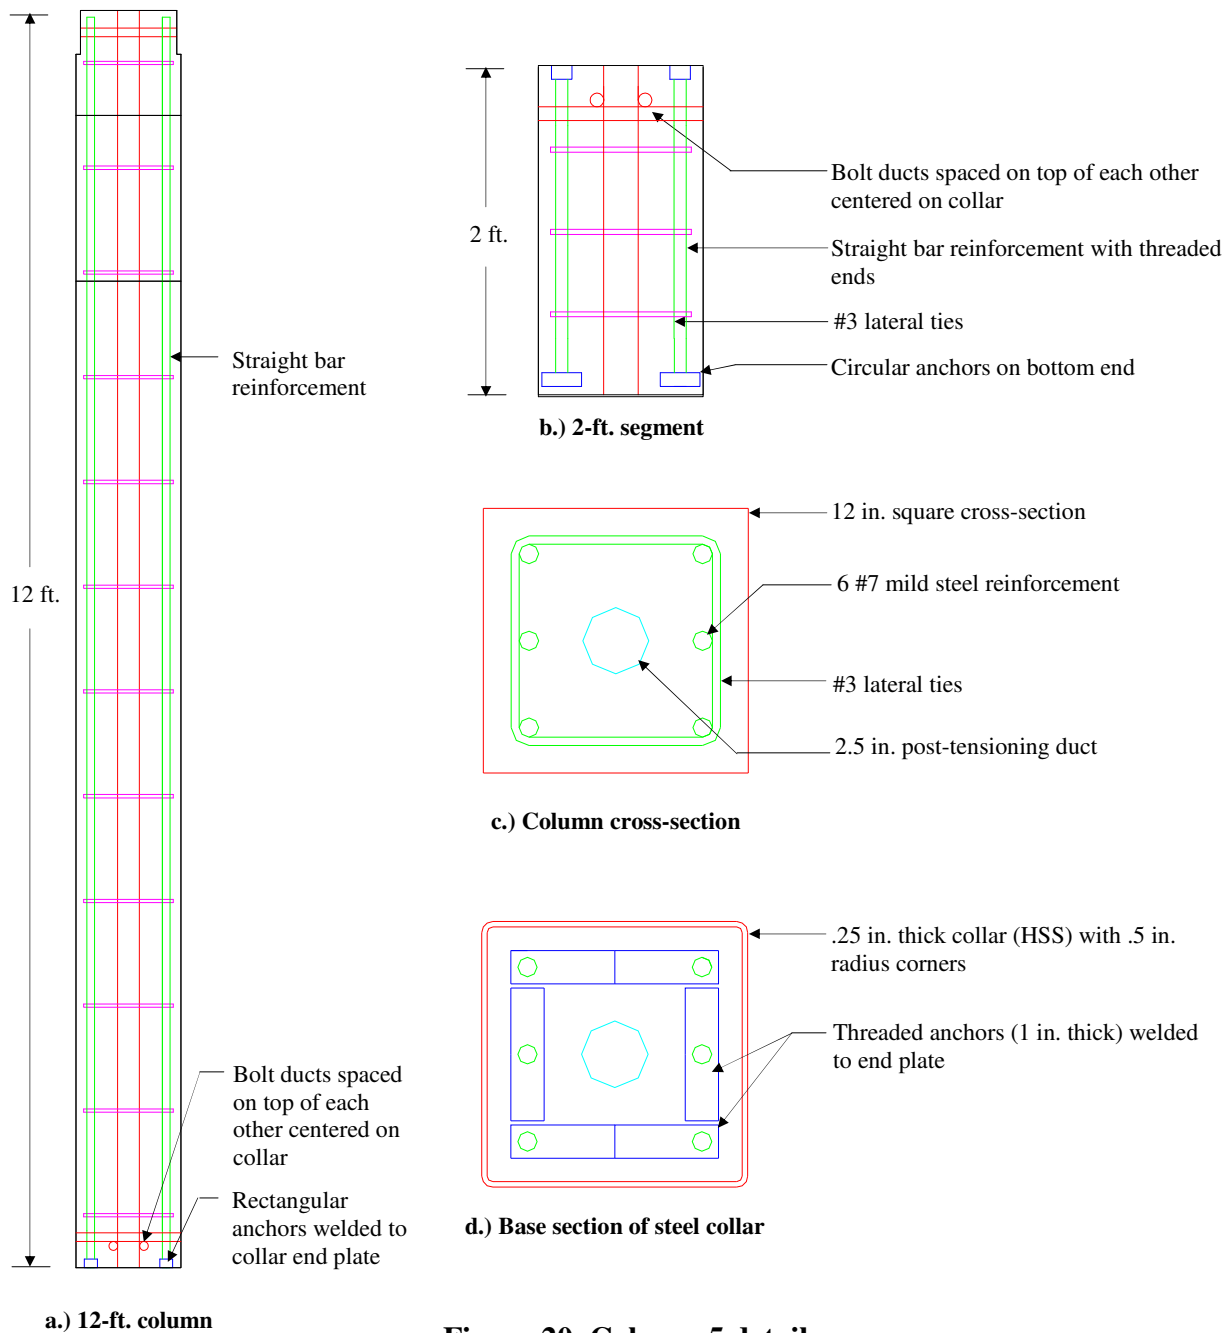 12 ft.
Straight bar
reinforcement
Bolt ducts spaced
on top of each
other centered on
collar
Rectangular
anchors welded to
collar end plate
a.) 12-ft. column
2 ft.
Bolt ducts spaced on top of each other
centered on collar
Straight bar reinforcement with threaded
ends
#3 lateral ties
Circular anchors on bottom end
b.) 2-ft. segment
12 in. square cross-section
6 #7 mild steel reinforcement
#3 lateral ties
2.5 in. post-tensioning duct
c.) Column cross-section
.25 in. thick collar (HSS) with .5 in.
radius corners
Threaded anchors (1 in. thick) welded
to end plate
d.) Base section of steel collar
Figure 20: Column 5 detail